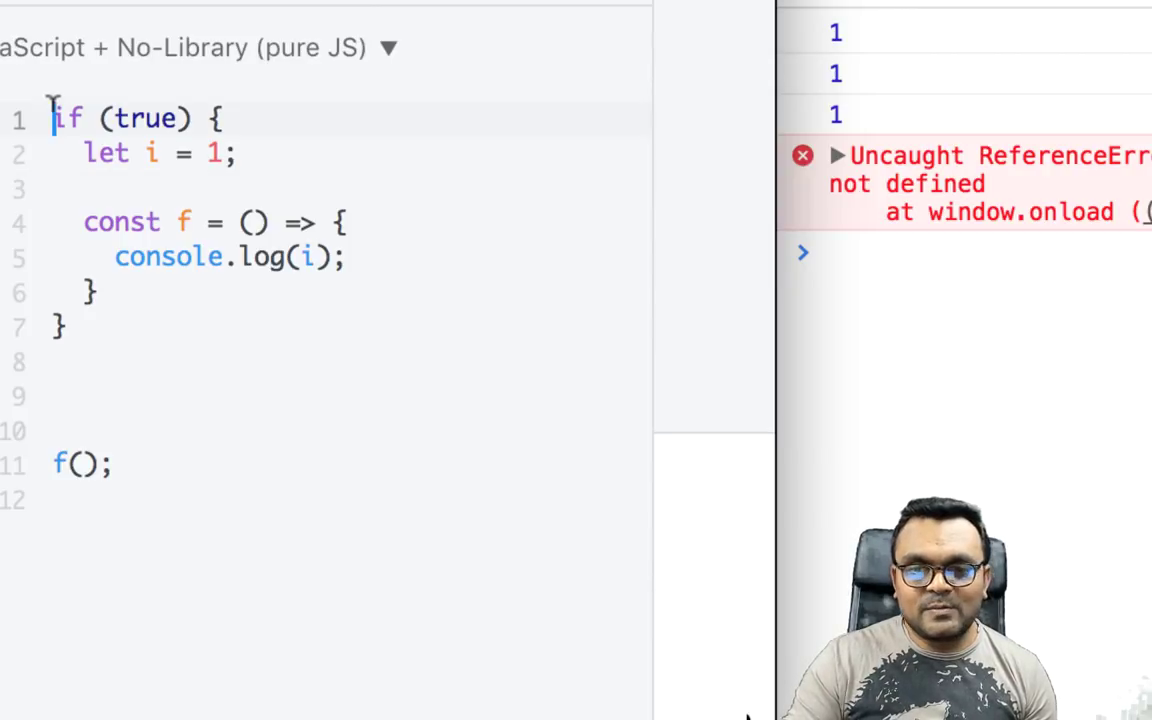 aScript + No-Library (pure JS) ▼
1 if (true) {
2 let i = 1;
3
4 const f = () => {
5 console.log(i);
6 }
7 }
8
9
10
11 f();
12
1
1
1
▶Uncaught ReferenceErr
not defined
at window.onload (